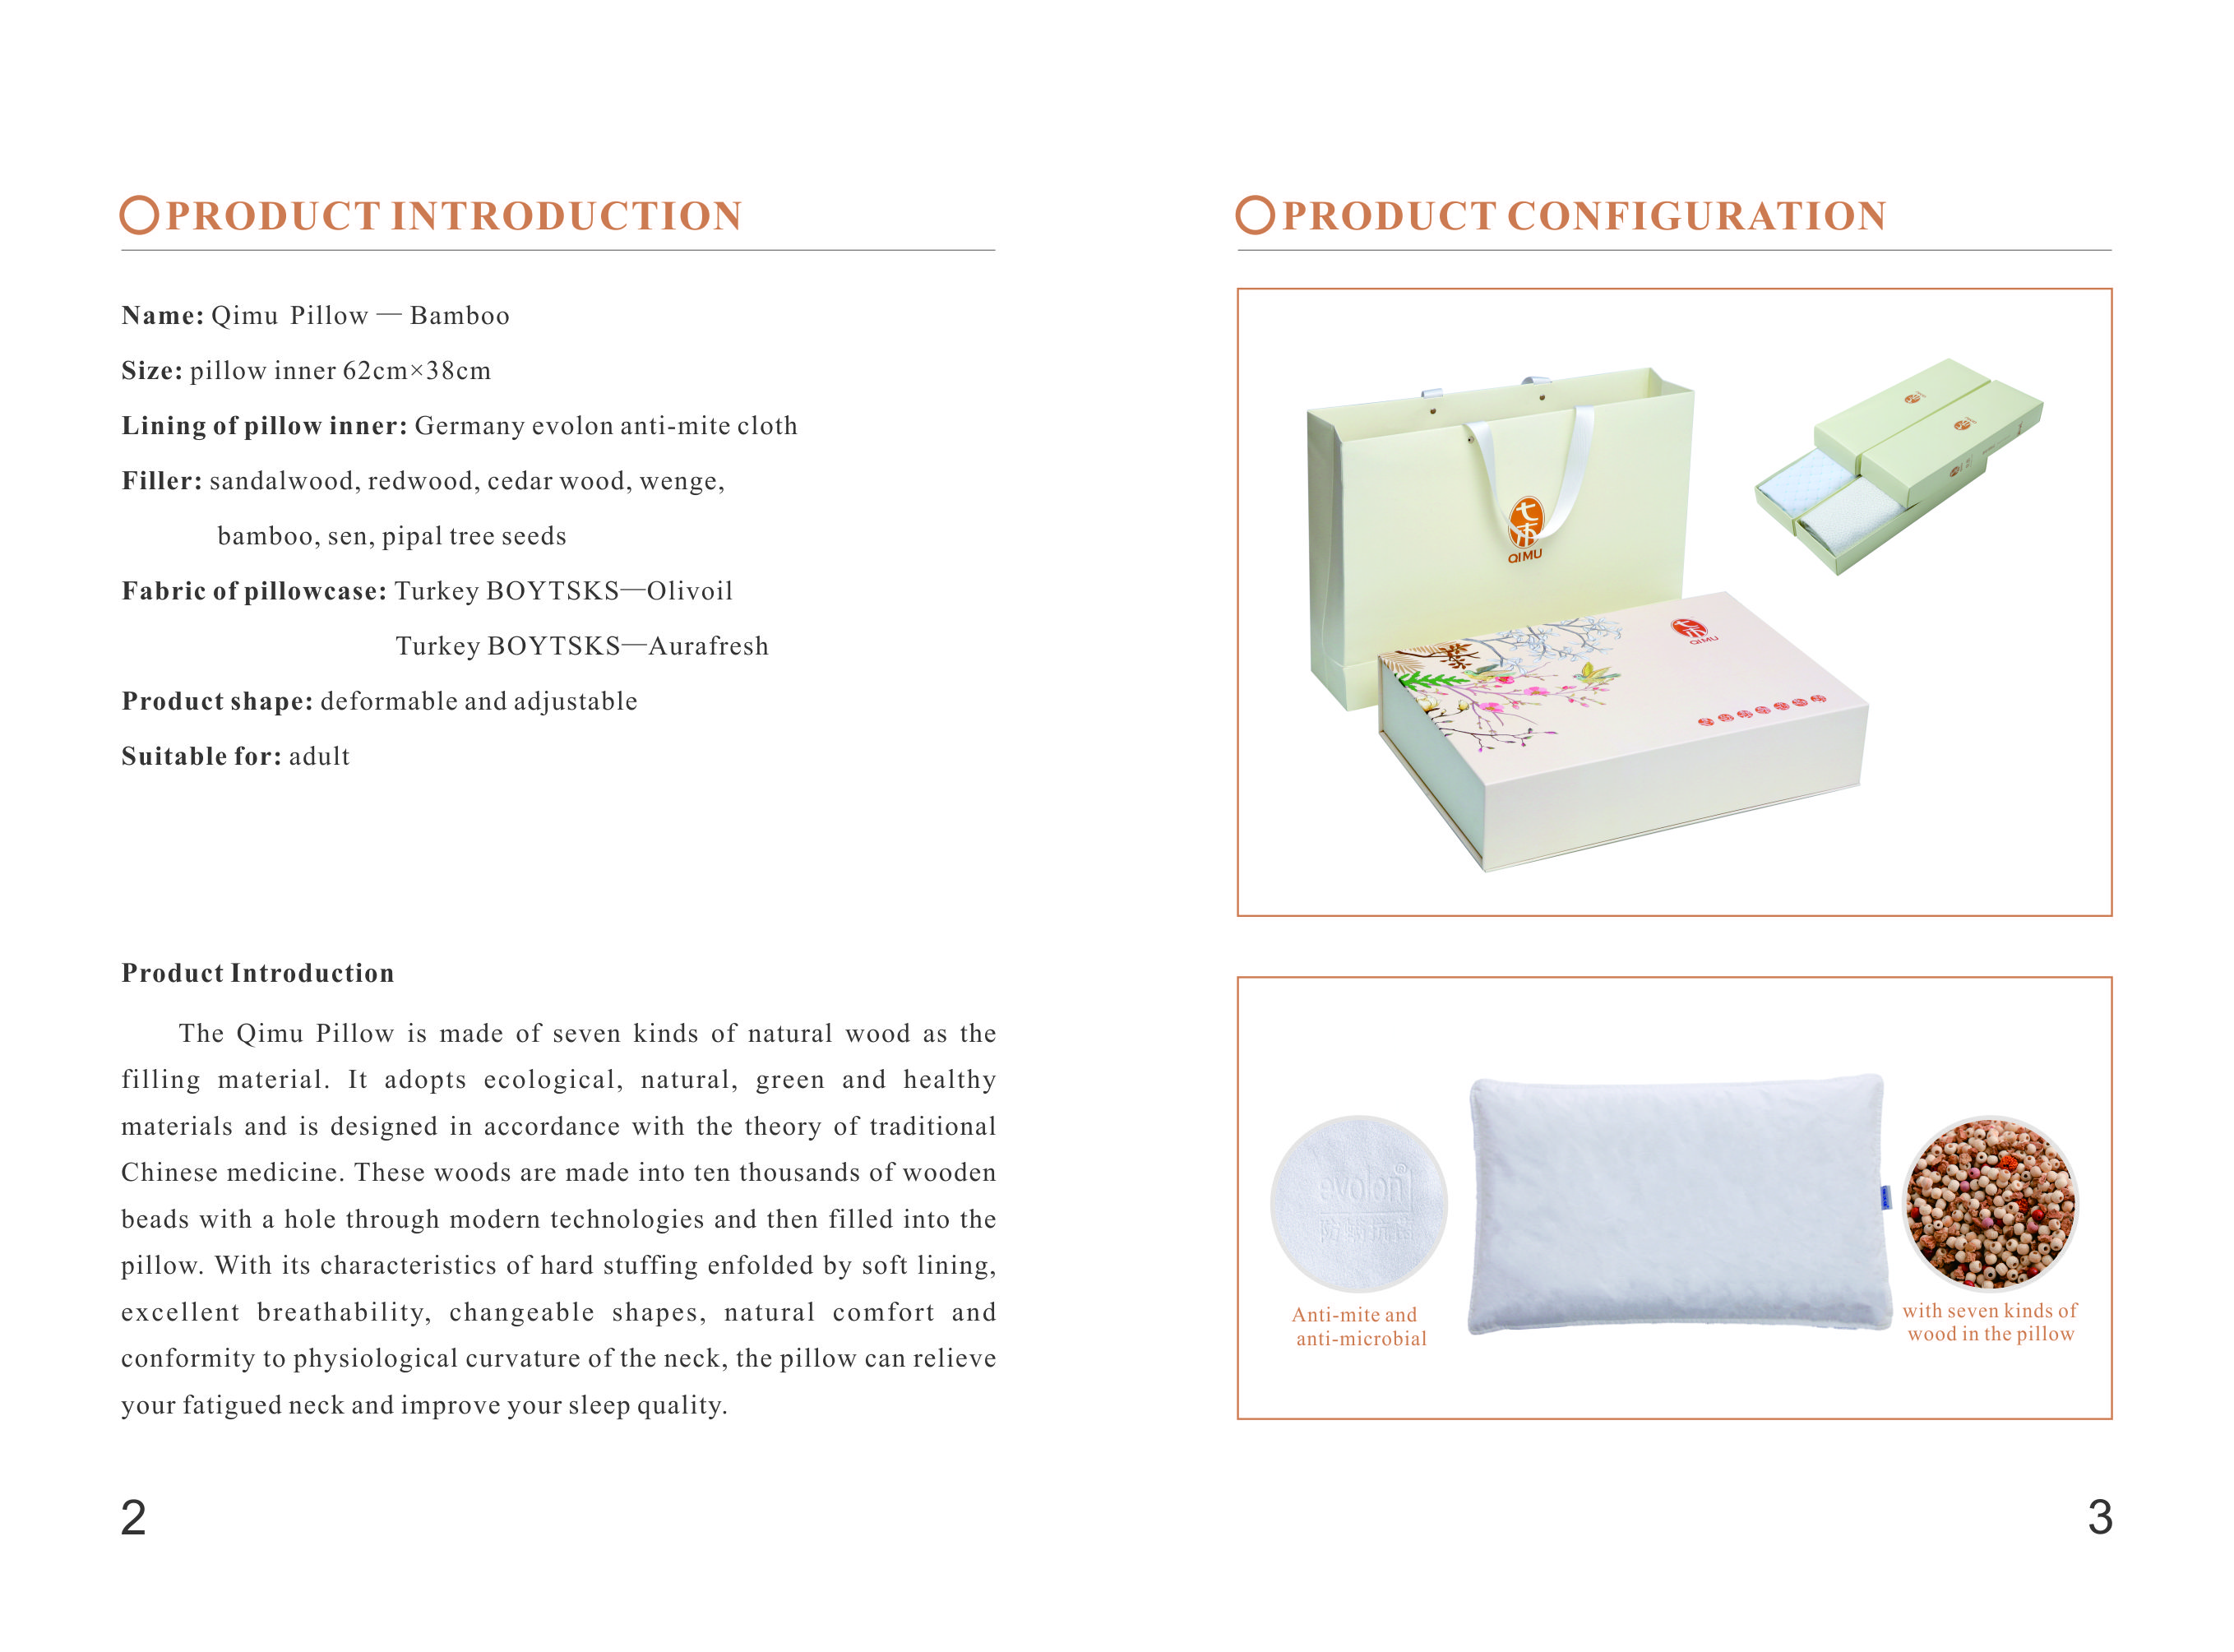 PRODUCT INTRODUCTION
Name: Qimu Pillow — Bamboo
Size: pillow inner 62cm×38cm
Lining of pillow inner: Germany evolon anti-mite cloth
Filler: sandalwood, redwood, cedar wood, wenge,
bamboo, sen, pipal tree seeds
Fabric of pillowcase: Turkey BOYTSKS—Olivoil
Turkey BOYTSKS—Aurafresh
Product shape: deformable and adjustable
Suitable for: adult
Product Introduction
The Qimu Pillow is made of seven kinds of natural wood as the
filling material. It adopts ecological, natural, green and healthy
materials and is designed in accordance with the theory of traditional
Chinese medicine. These woods are made into ten thousands of wooden
beads with a hole through modern technologies and then filled into the
pillow. With its characteristics of hard stuffing enfolded by soft lining,
excellent breathability, changeable shapes, natural comfort and
conformity to physiological curvature of the neck, the pillow can relieve
your fatigued neck and improve your sleep quality.
2
PRODUCT CONFIGURATION
QIMU
QIMU
evolon®
Anti-mite and
anti-microbial
with seven kinds of
wood in the pillow
3